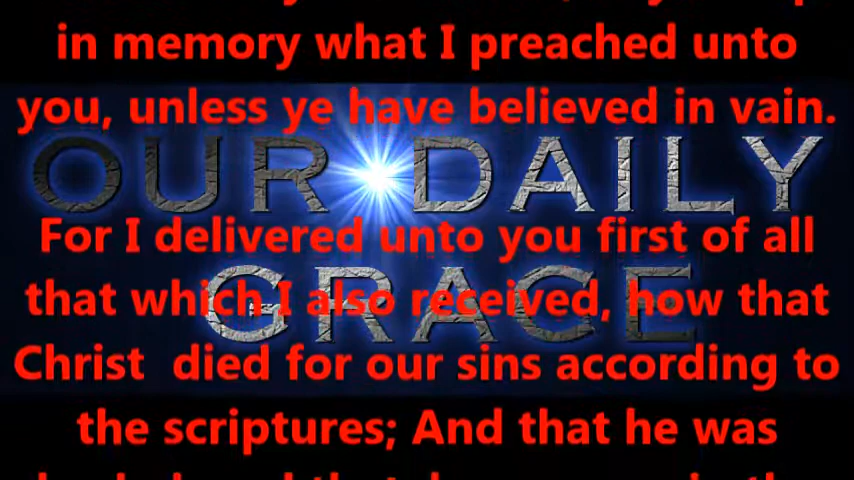 in memory what I preached unto
you, unless ye have believed in vain.
OUR DAILY
For I delivered unto you first of all
GRACE
that which I also received, how that
Christ died for our sins according to
the scriptures; And that he was